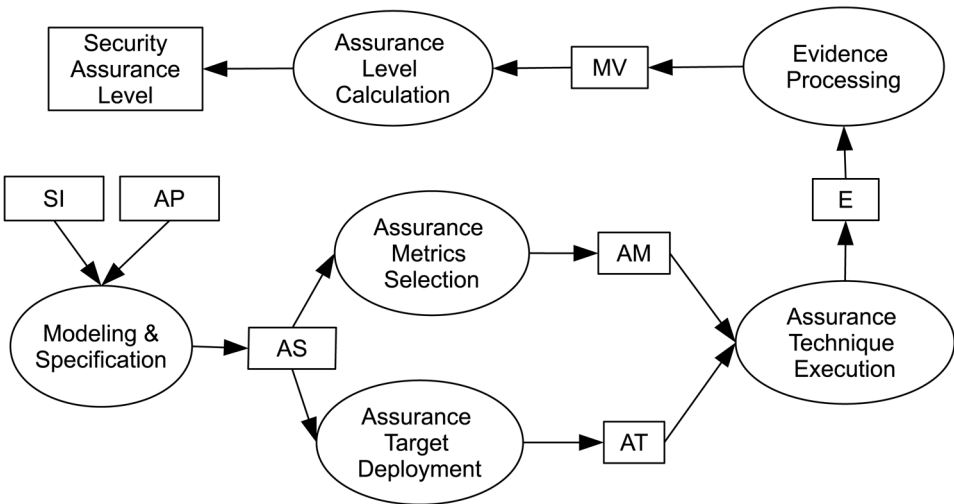 Security
Assurance
Level
Assurance
Level
Calculation
MV
Evidence
Processing
SI
AP
E
Assurance
Metrics
Selection
AM
Modeling &
Specification
AS
Assurance
Technique
Execution
Assurance
Target
Deployment
AT